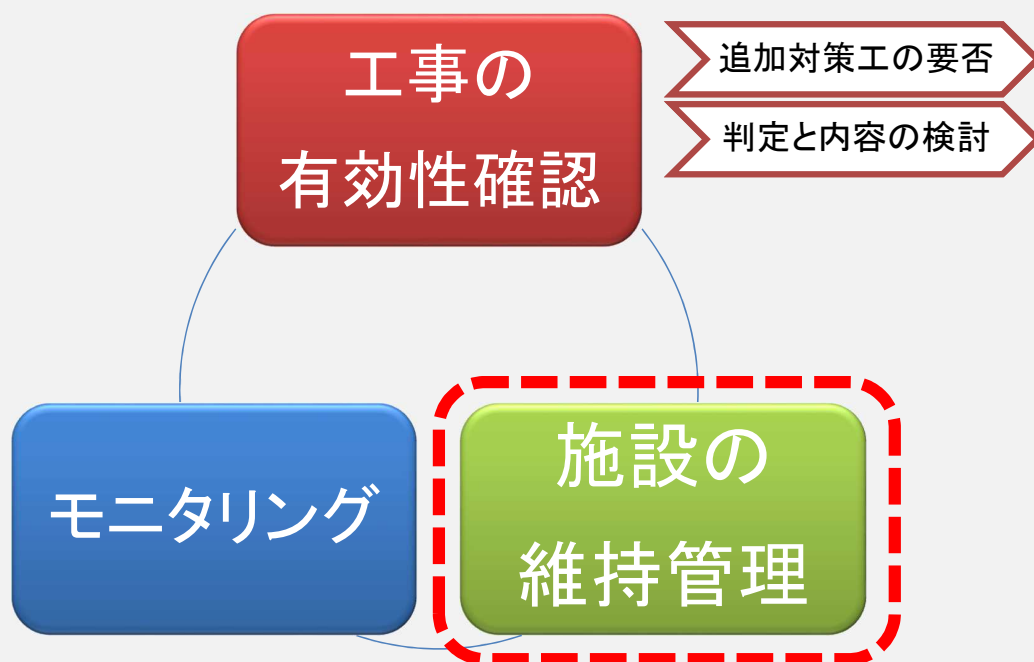 工事の
有効性確認
追加対策工の要否
判定と内容の検討
モニタリング
施設の
維持管理